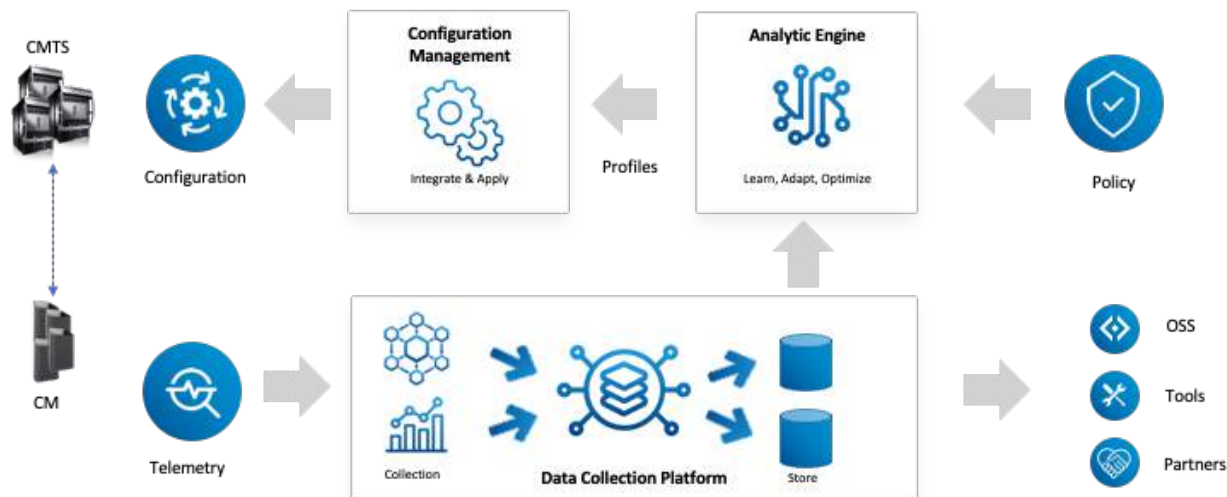 CMTS
Configuration
Configuration
Management
Integrate & Apply
Profiles
Analytic Engine
Learn, Adapt, Optimize
Policy
CM
Telemetry
Collection
Data Collection Platform
Store
OSS
Tools
Partners